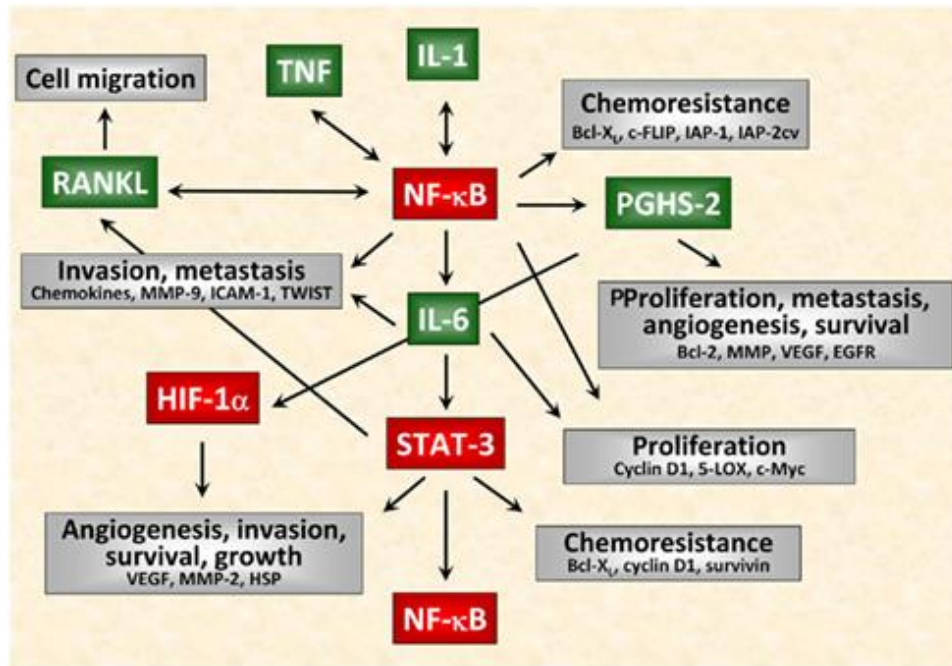 IL-1
TNF
Cell migration
Chemoresistance
Bcl-XL, c-FLIP, IAP-1, IAP-2cv
RANKL
NF-κB
PGHS-2
Invasion, metastasis
Chemokines, MMP-9, ICAM-1, TWIST
IL-6
PProliferation, metastasis,
angiogenesis, survival
Bcl-2, MMP, VEGF, EGFR
HIF-1α
STAT-3
Proliferation
Cyclin D1, 5-LOX, c-Myc
Angiogenesis, invasion,
survival, growth
VEGF, MMP-2, HSP
Chemoresistance
Bcl-XL, cyclin D1, survivin
NF-κB